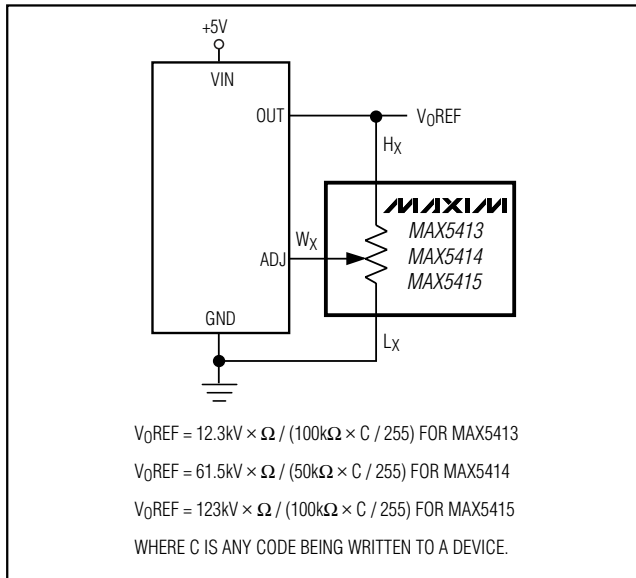 +5V
VIN
OUT
V0REF
HX
MAXIM
MAX5413
WX
MAX5414
ADJ
MAX5415
GND
LX
V0REF = 12.3kV × Ω / (100kΩ × C / 255) FOR MAX5413
V0REF = 61.5kV × Ω / (50kΩ × C / 255) FOR MAX5414
V0REF = 123kV × Ω / (100kΩ × C / 255) FOR MAX5415
WHERE C IS ANY CODE BEING WRITTEN TO A DEVICE.